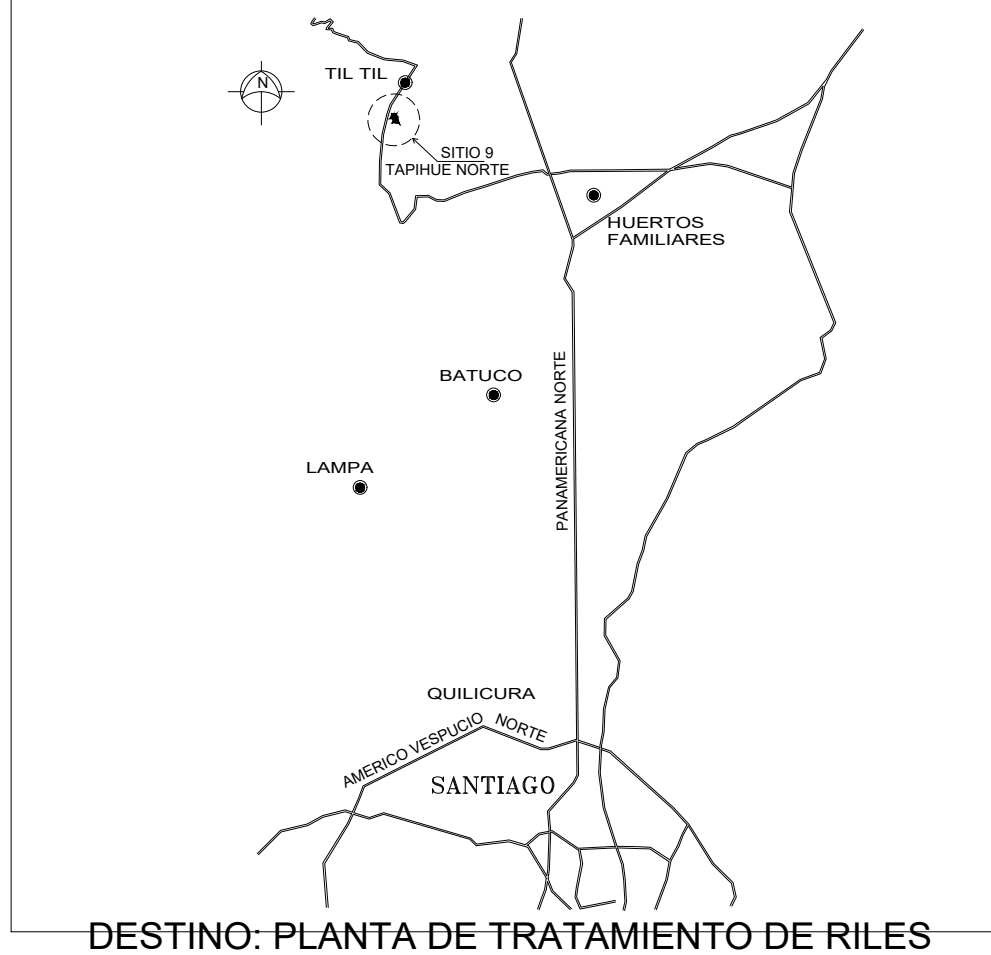 TIL TIL
N
SITIO 9
TAPIHUE NORTE
HUERTOS
FAMILIARES
BATUCO
PANAMERICANA NORTE
LAMPA
QUILICURA
AMERICO VESPUCIO NORTE
SANTIAGO
DESTINO: PLANTA DE TRATAMIENTO DE RILES